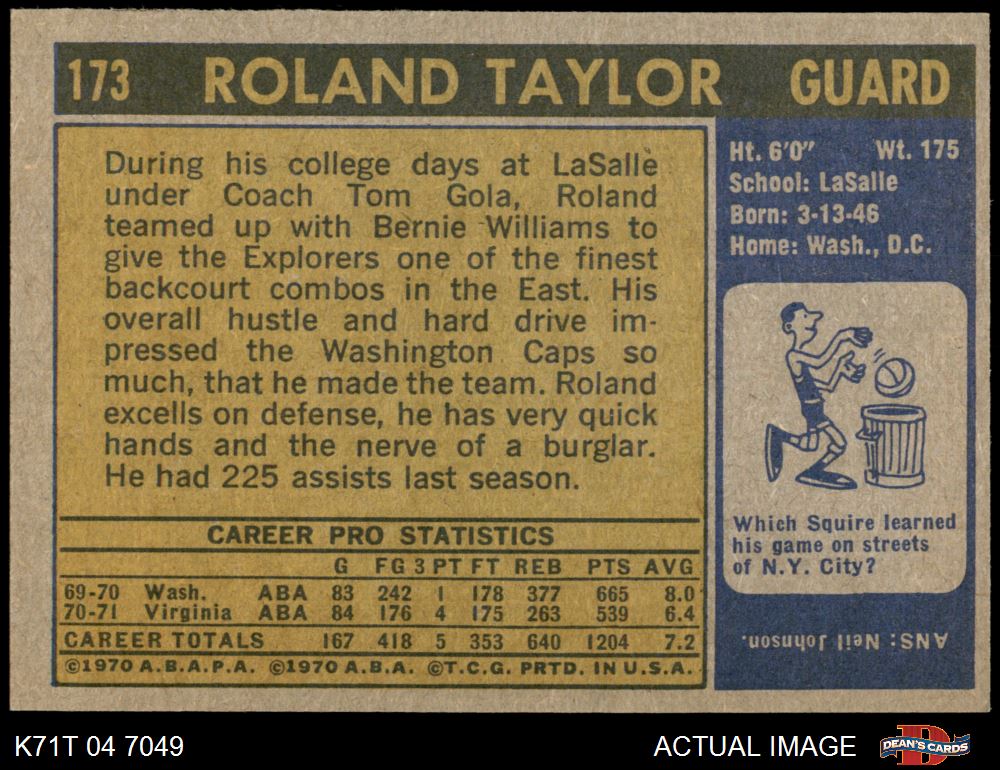 173 ROLAND TAYLOR GUARD
During his college days at LaSalle
under Coach Tom Gola, Roland
teamed up with Bernie Williams to
give the Explorers one of the finest
backcourt combos in the East. His
overall hustle and hard drive im-
pressed the Washington Caps so
much, that he made the team. Roland
excells on defense, he has very quick
hands and the nerve of a burglar.
He had 225 assists last season.
CAREER PRO STATISTICS
G FG 3 PT FT REB PTS AVG
69-70 Wash. ABA 83 242 1 178 377 665 8.0
70-71 Virginia ABA 84 176 4 175 263 539 6.4
CAREER TOTALS 167 418 5 353 640 1204 7.2
©1970 A.B.A.P.A. ©1970 A.B.A. ©T.C.G. PRTD. IN U.S.A.
Ht. 6'0" Wt. 175
School: LaSalle
Born: 3-13-46
Home: Wash., D.C.
Which Squire learned
his game on streets
of N.Y. City?
ANS: Neil Johnson.
K71T 04 7049 ACTUAL IMAGE DEAN'S CARDS